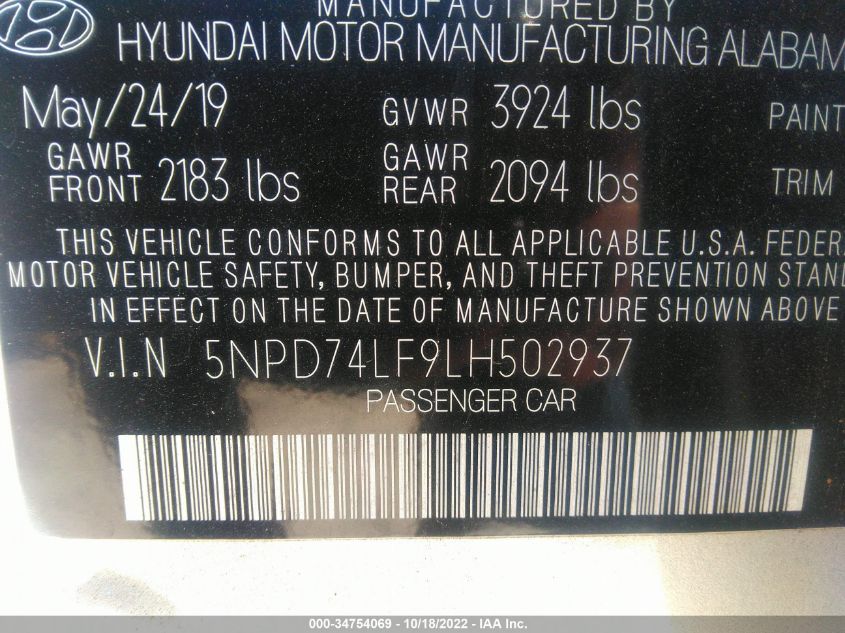 MANUFACTURED BY
HYUNDAI MOTOR MANUFACTURING ALABAM
May/24/19 GVWR 3924 lbs PAINT
GAWR FRONT 2183 lbs GAWR REAR 2094 lbs TRIM
THIS VEHICLE CONFORMS TO ALL APPLICABLE U.S.A. FEDER
MOTOR VEHICLE SAFETY, BUMPER, AND THEFT PREVENTION STAN
IN EFFECT ON THE DATE OF MANUFACTURE SHOWN ABOVE
V.I.N 5NPD74LF9LH502937
PASSENGER CAR
000-34754069 - 10/18/2022 - IAA Inc.